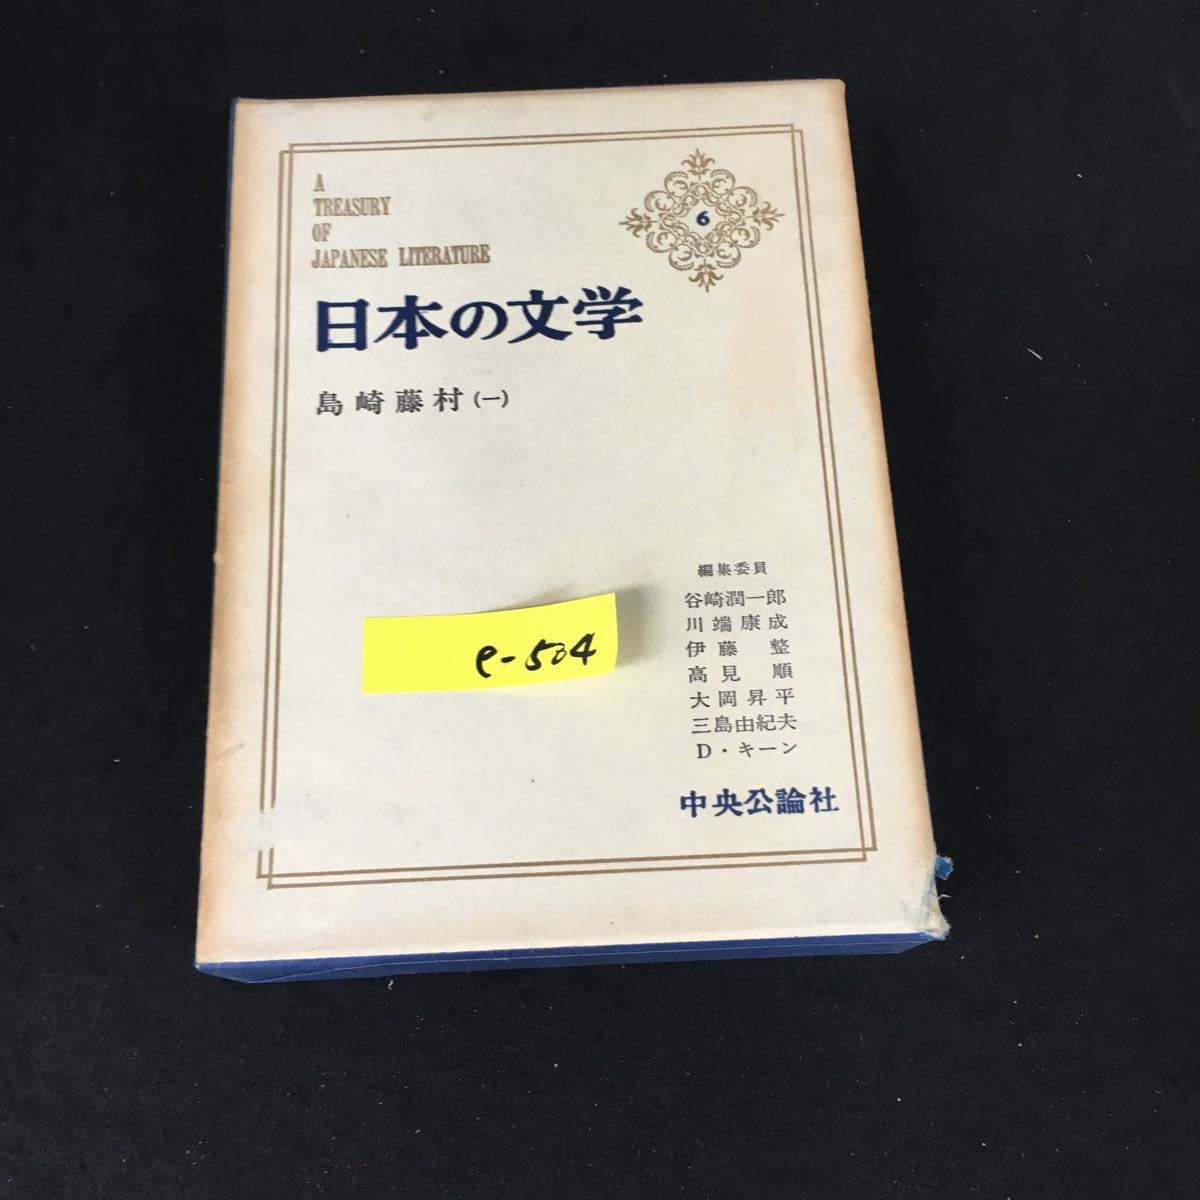 A
TREASURY
OF
JAPANESE LITERATURE
6
日本の文学
島崎藤村(一)
e-504
編集委員
谷崎潤一郎
川端康成
伊藤 整
高見 順
大岡昇平
三島由紀夫
D・キーン
中央公論社